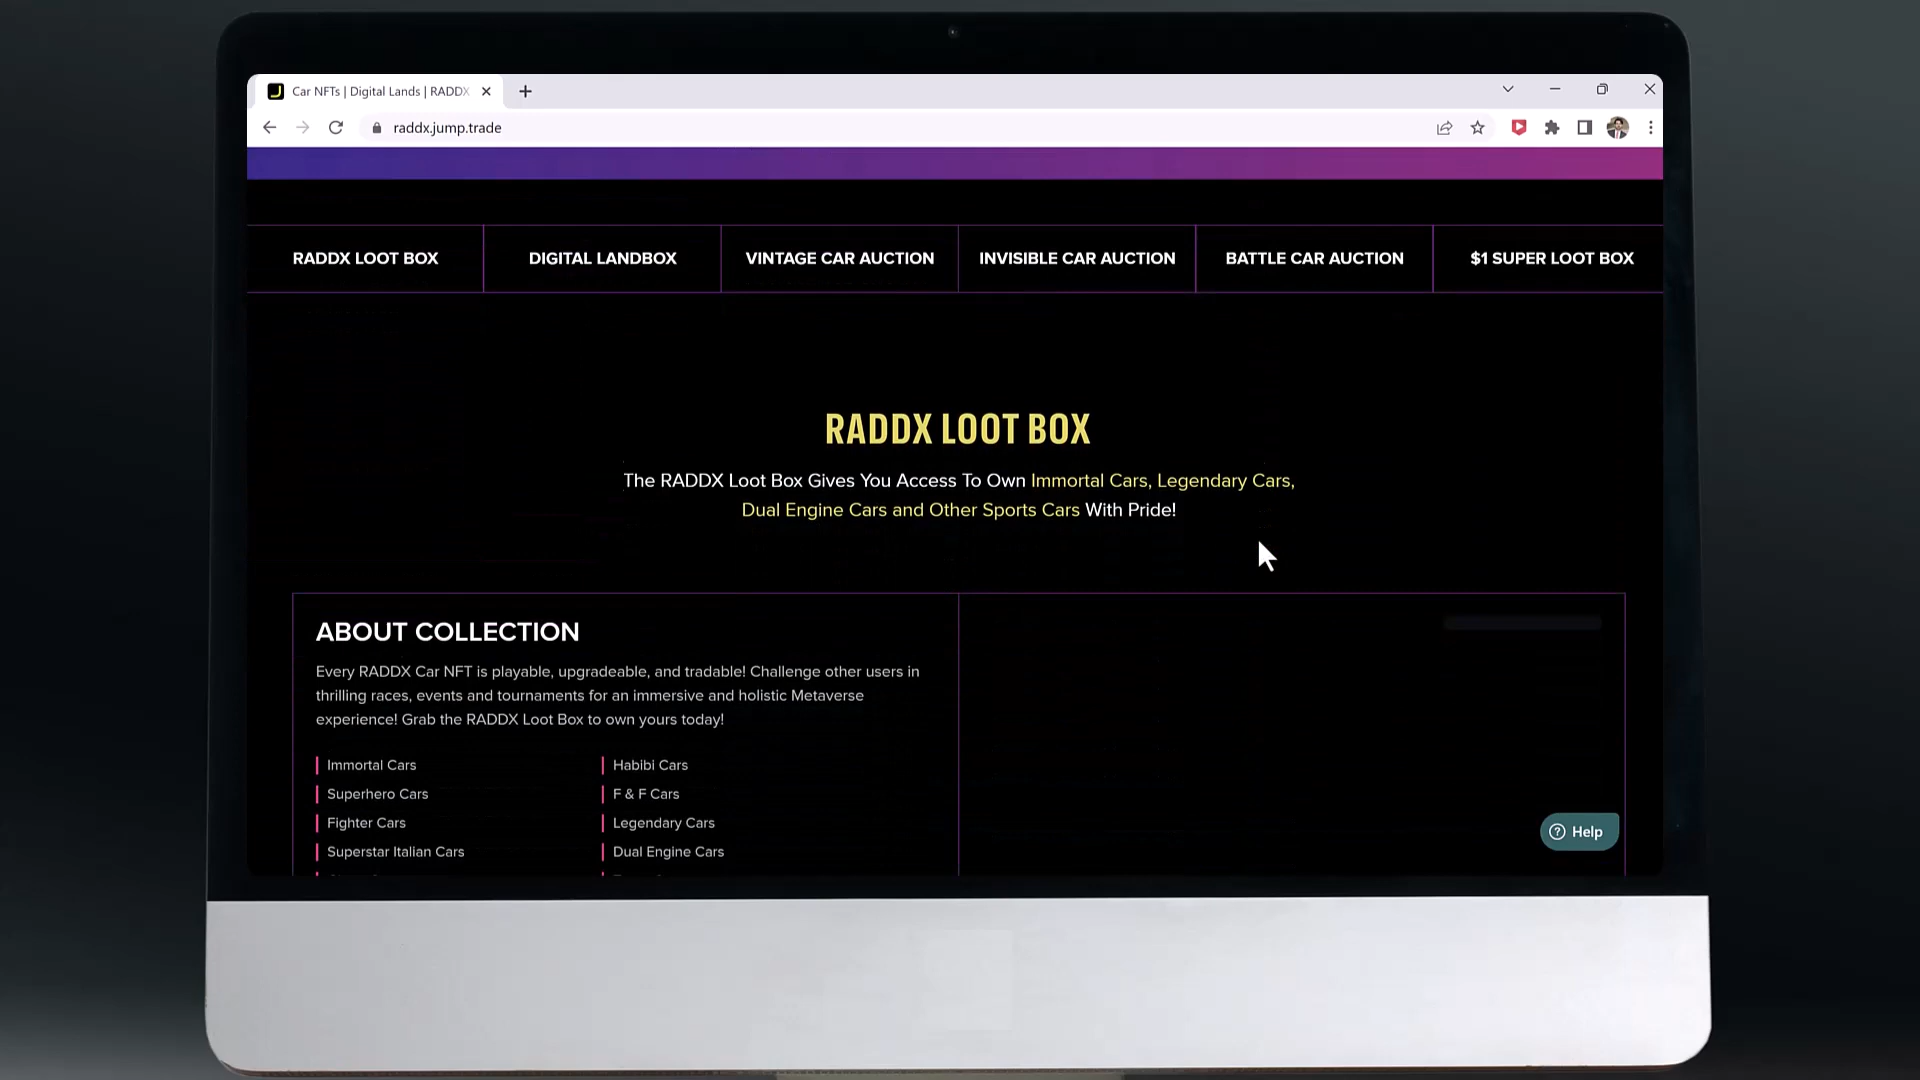 Car NFTs | Digital Lands | RADDX
raddx.jump.trade
RADDX LOOT BOX
DIGITAL LANDBOX
VINTAGE CAR AUCTION
INVISIBLE CAR AUCTION
BATTLE CAR AUCTION
$1 SUPER LOOT BOX
RADDX LOOT BOX
The RADDX Loot Box Gives You Access To Own Immortal Cars, Legendary Cars,
Dual Engine Cars and Other Sports Cars With Pride!
ABOUT COLLECTION
Every RADDX Car NFT is playable, upgradeable, and tradable! Challenge other users in
thrilling races, events and tournaments for an immersive and holistic Metaverse
experience! Grab the RADDX Loot Box to own yours today!
Immortal Cars
Habibi Cars
Superhero Cars
F & F Cars
Fighter Cars
Legendary Cars
Superstar Italian Cars
Dual Engine Cars
Help